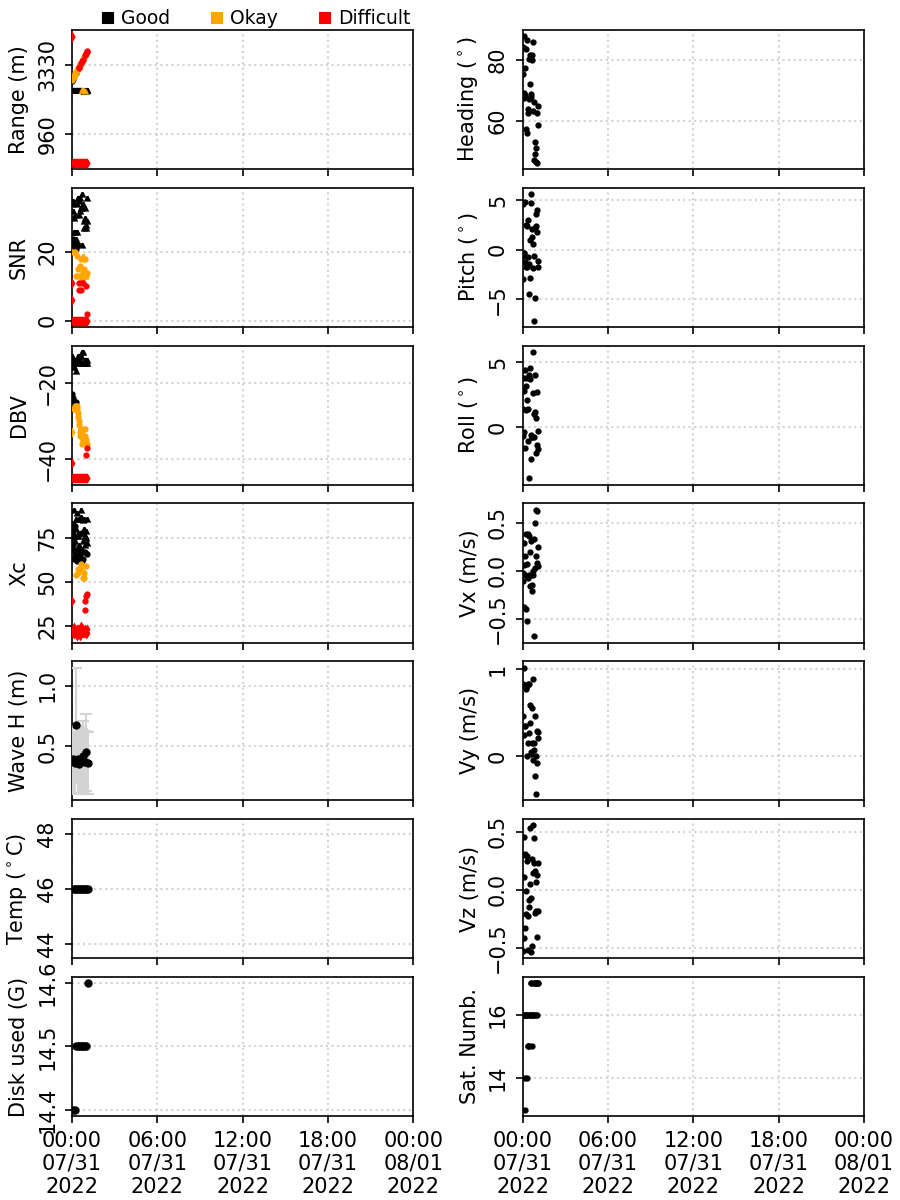 Good Okay Difficult
Range (m)
3330
960
Heading (°)
80
60
SNR
20
0
Pitch (°)
5
0
−5
DBV
−20
−40
Roll (°)
5
0
Xc
75
50
25
Vx (m/s)
0.5
0.0
−0.5
Wave H (m)
1.0
0.5
Vy (m/s)
1
0
Temp (°C)
48
46
44
Vz (m/s)
0.5
0.0
−0.5
Disk used (G)
14.6
14.5
14.4
Sat. Numb.
16
14
00:00 06:00 12:00 18:00 00:00
07/31 07/31 07/31 07/31 08/01
2022 2022 2022 2022 2022
00:00 06:00 12:00 18:00 00:00
07/31 07/31 07/31 07/31 08/01
2022 2022 2022 2022 2022